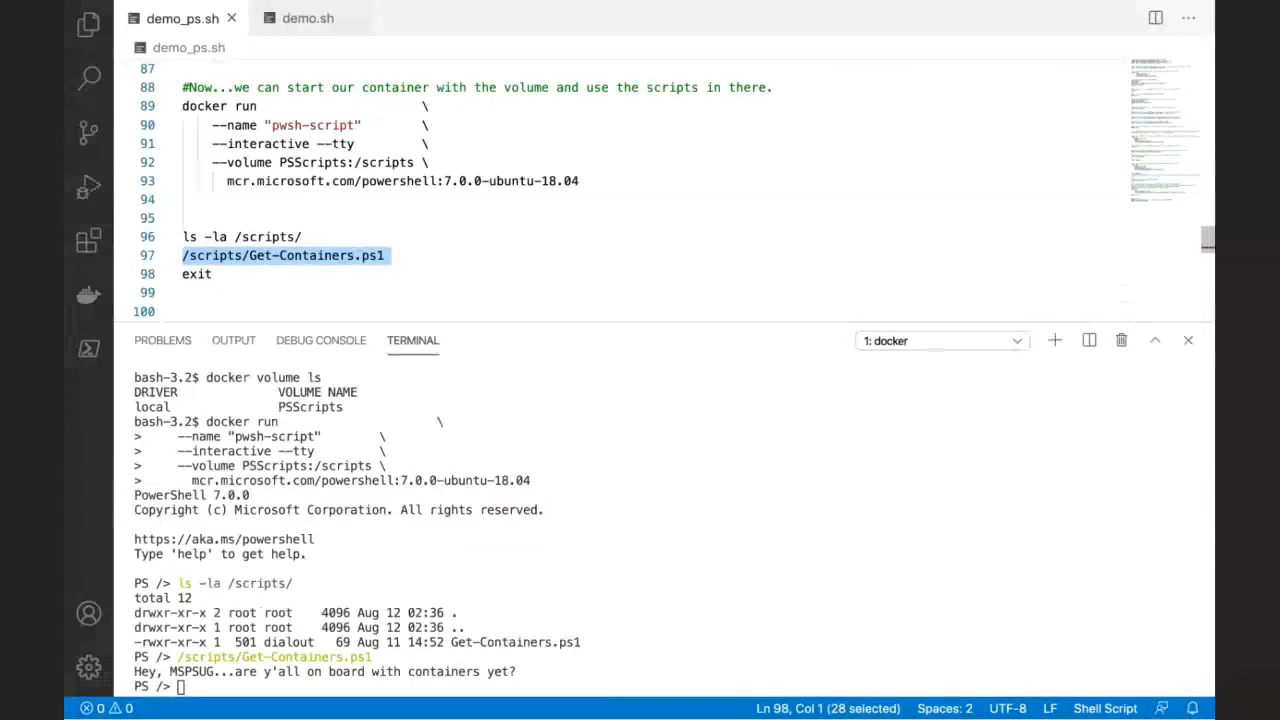 demo_ps.sh
demo.sh
demo_ps.sh
87
88 #Now...we can start our container with the volume and use the scripts in there.
89 docker run \
90 --name "pwsh-script" \
91 --interactive --tty \
92 --volume PSScripts:/scripts \
93 mcr.microsoft.com/powershell:7.0.0-ubuntu-18.04
94
95
96 ls -la /scripts/
97 /scripts/Get-Containers.ps1
98 exit
99
100
PROBLEMS OUTPUT DEBUG CONSOLE TERMINAL 1: docker
bash-3.2$ docker volume ls
DRIVER VOLUME NAME
local PSScripts
bash-3.2$ docker run \
> --name "pwsh-script" \
> --interactive --tty \
> --volume PSScripts:/scripts \
> mcr.microsoft.com/powershell:7.0.0-ubuntu-18.04
PowerShell 7.0.0
Copyright (c) Microsoft Corporation. All rights reserved.
https://aka.ms/powershell
Type 'help' to get help.
PS /> ls -la /scripts/
total 12
drwxr-xr-x 2 root root 4096 Aug 12 02:36 .
drwxr-xr-x 1 root root 4096 Aug 12 02:36 ..
-rwxr-xr-x 1 501 dialout 69 Aug 11 14:52 Get-Containers.ps1
PS /> /scripts/Get-Containers.ps1
Hey, MSPSUG...are y'all on board with containers yet?
PS />
0 0 Ln 98, Col 1 (28 selected) Spaces: 2 UTF-8 LF Shell Script